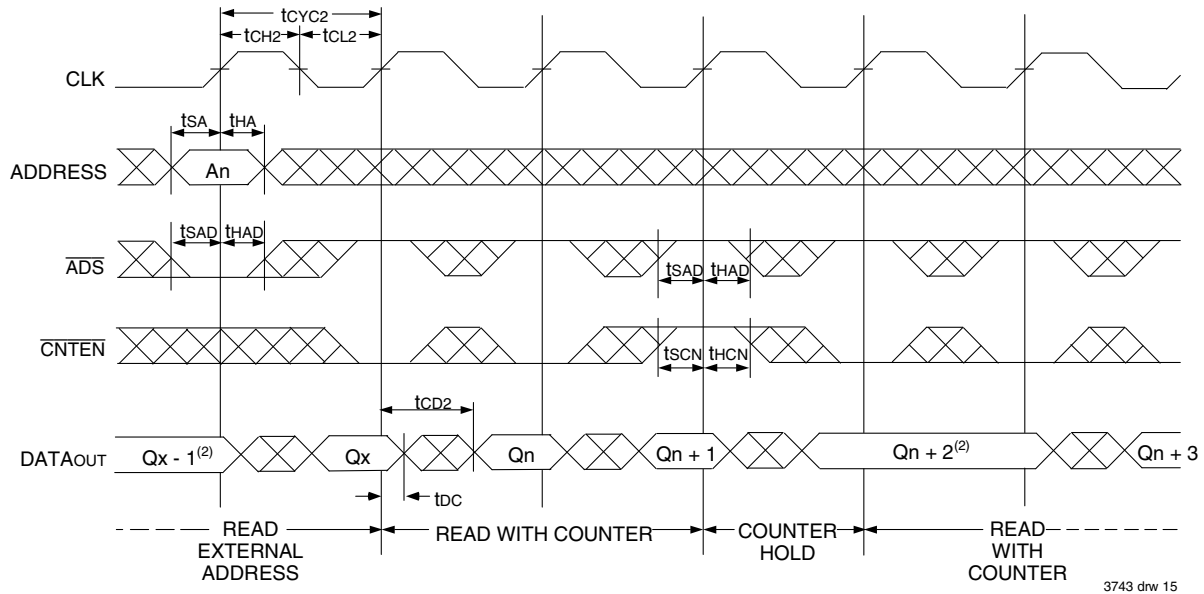 tCYC2
tCH2 tCL2
CLK
tSA tHA
ADDRESS An
tSAD tHAD
ADS
tSAD tHAD
CNTEN
tSCN tHCN
tCD2
DATAOUT Qx - 1(2) Qx Qn Qn + 1 Qn + 2(2) Qn + 3
tDC
READ EXTERNAL ADDRESS
READ WITH COUNTER
COUNTER HOLD
READ WITH COUNTER
3743 drw 15